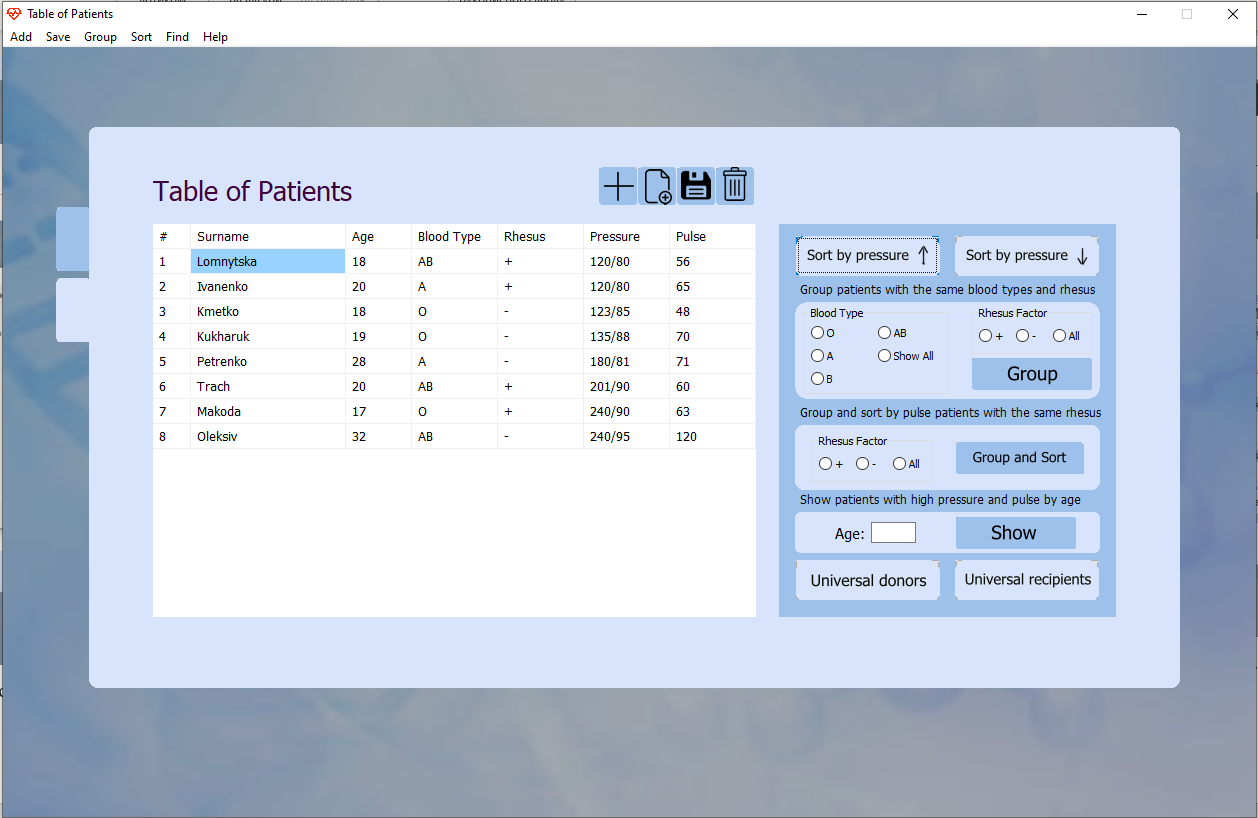 Table of Patients
Add Save Group Sort Find Help
Table of Patients
# Surname Age Blood Type Rhesus Pressure Pulse
1 Lomnytska 18 AB + 120/80 56
2 Ivanenko 20 A + 120/80 65
3 Kmetko 18 O - 123/85 48
4 Kukharuk 19 O - 135/88 70
5 Petrenko 28 A - 180/81 71
6 Trach 20 AB + 201/90 60
7 Makoda 17 O + 240/90 63
8 Oleksiv 32 AB - 240/95 120
Sort by pressure ↑ Sort by pressure ↓
Group patients with the same blood types and rhesus
Blood Type Rhesus Factor
O AB + - All
A Show All
B
Group
Group and sort by pulse patients with the same rhesus
Rhesus Factor
+ - All
Group and Sort
Show patients with high pressure and pulse by age
Age: Show
Universal donors Universal recipients